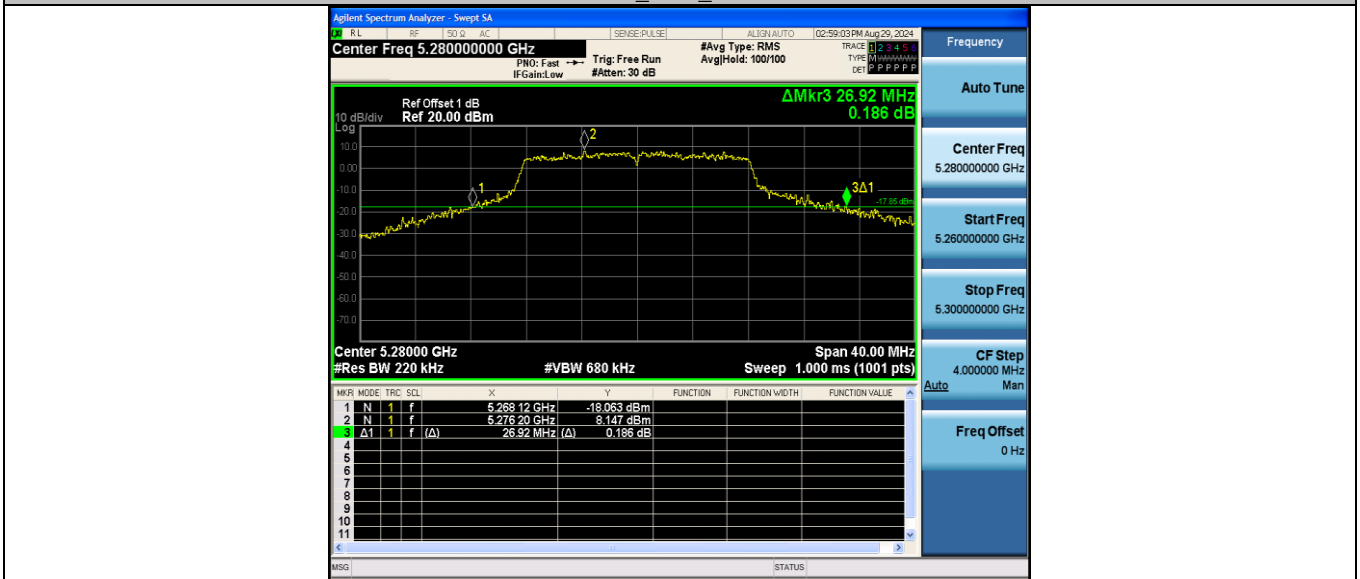 Agilent Spectrum Analyzer - Swept SA
RL RF 50 Ω AC SENSE:PULSE ALIGN AUTO 02:59:03 PM Aug 29, 2024
Center Freq 5.280000000 GHz
PNO: Fast
IFGain:Low
Trig: Free Run
#Atten: 30 dB
#Avg Type: RMS
Avg|Hold: 100/100
TRACE 1 2 3 4 5 6
TYPE M
DET P P P P P P
Frequency
ΔMkr3 26.92 MHz
0.186 dB
Ref Offset 1 dB
10 dB/div Ref 20.00 dBm
Log
10.0
0.00
-10.0
-20.0
-30.0
-40.0
-50.0
-60.0
-70.0
1
2
3Δ1
-17.85 dBm
Center 5.28000 GHz Span 40.00 MHz
#Res BW 220 kHz #VBW 680 kHz Sweep 1.000 ms (1001 pts)
MKR MODE TRC SCL X Y FUNCTION FUNCTION WIDTH FUNCTION VALUE
1 N 1 f 5.268 12 GHz -18.063 dBm
2 N 1 f 5.276 20 GHz 8.147 dBm
3 Δ1 1 f (Δ) 26.92 MHz (Δ) 0.186 dB
4
5
6
7
8
9
10
11
MSG STATUS
Auto Tune
Center Freq
5.280000000 GHz
Start Freq
5.260000000 GHz
Stop Freq
5.300000000 GHz
CF Step
4.000000 MHz
Auto Man
Freq Offset
0 Hz